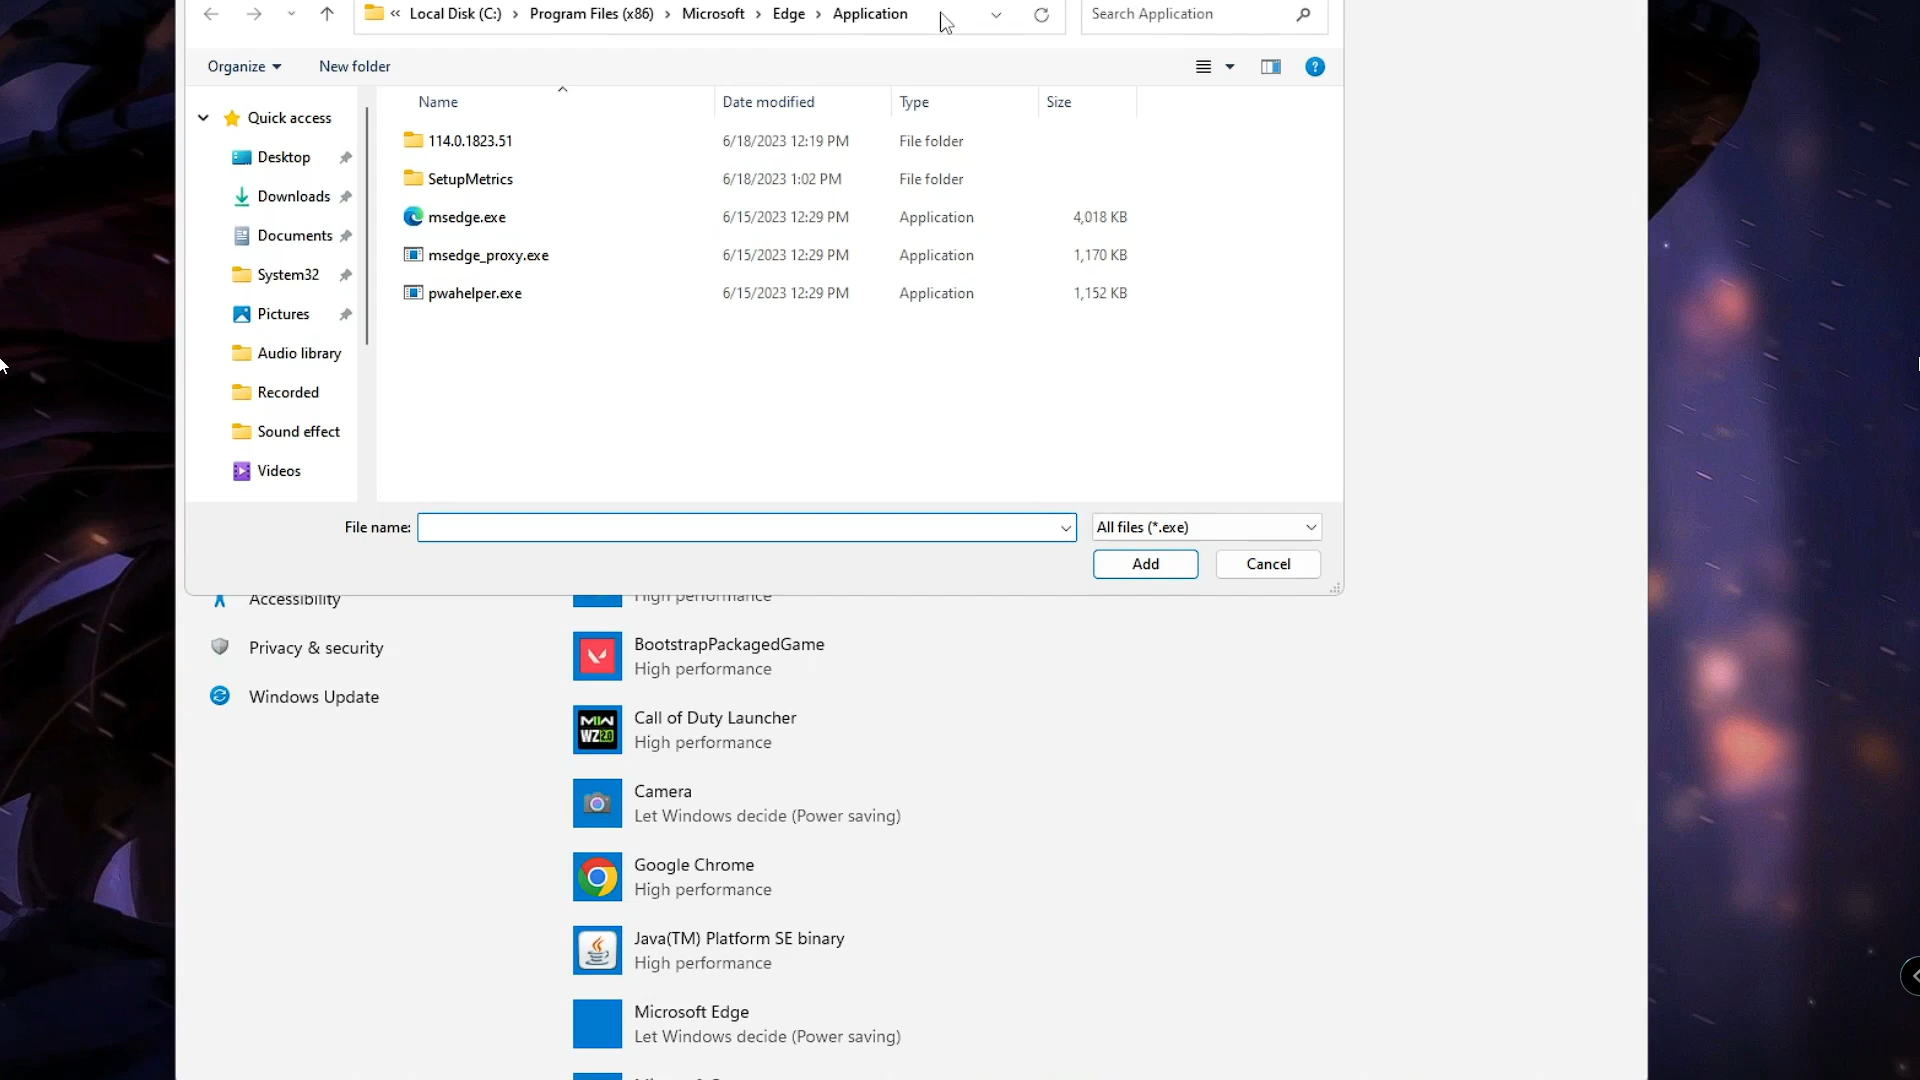 « Local Disk (C:) › Program Files (x86) › Microsoft › Edge › Application
Search Application
Organize
New folder
?
Name
Date modified
Type
Size
Quick access
Desktop
Downloads
Documents
System32
Pictures
Audio library
Recorded
Sound effect
Videos
114.0.1823.51 6/18/2023 12:19 PM File folder
SetupMetrics 6/18/2023 1:02 PM File folder
msedge.exe 6/15/2023 12:29 PM Application 4,018 KB
msedge_proxy.exe 6/15/2023 12:29 PM Application 1,170 KB
pwahelper.exe 6/15/2023 12:29 PM Application 1,152 KB
File name:
All files (*.exe)
Add
Cancel
Accessibility
Privacy & security
Windows Update
High performance
BootstrapPackagedGame
High performance
MW
WZ2.0
Call of Duty Launcher
High performance
Camera
Let Windows decide (Power saving)
Google Chrome
High performance
Java(TM) Platform SE binary
High performance
Microsoft Edge
Let Windows decide (Power saving)